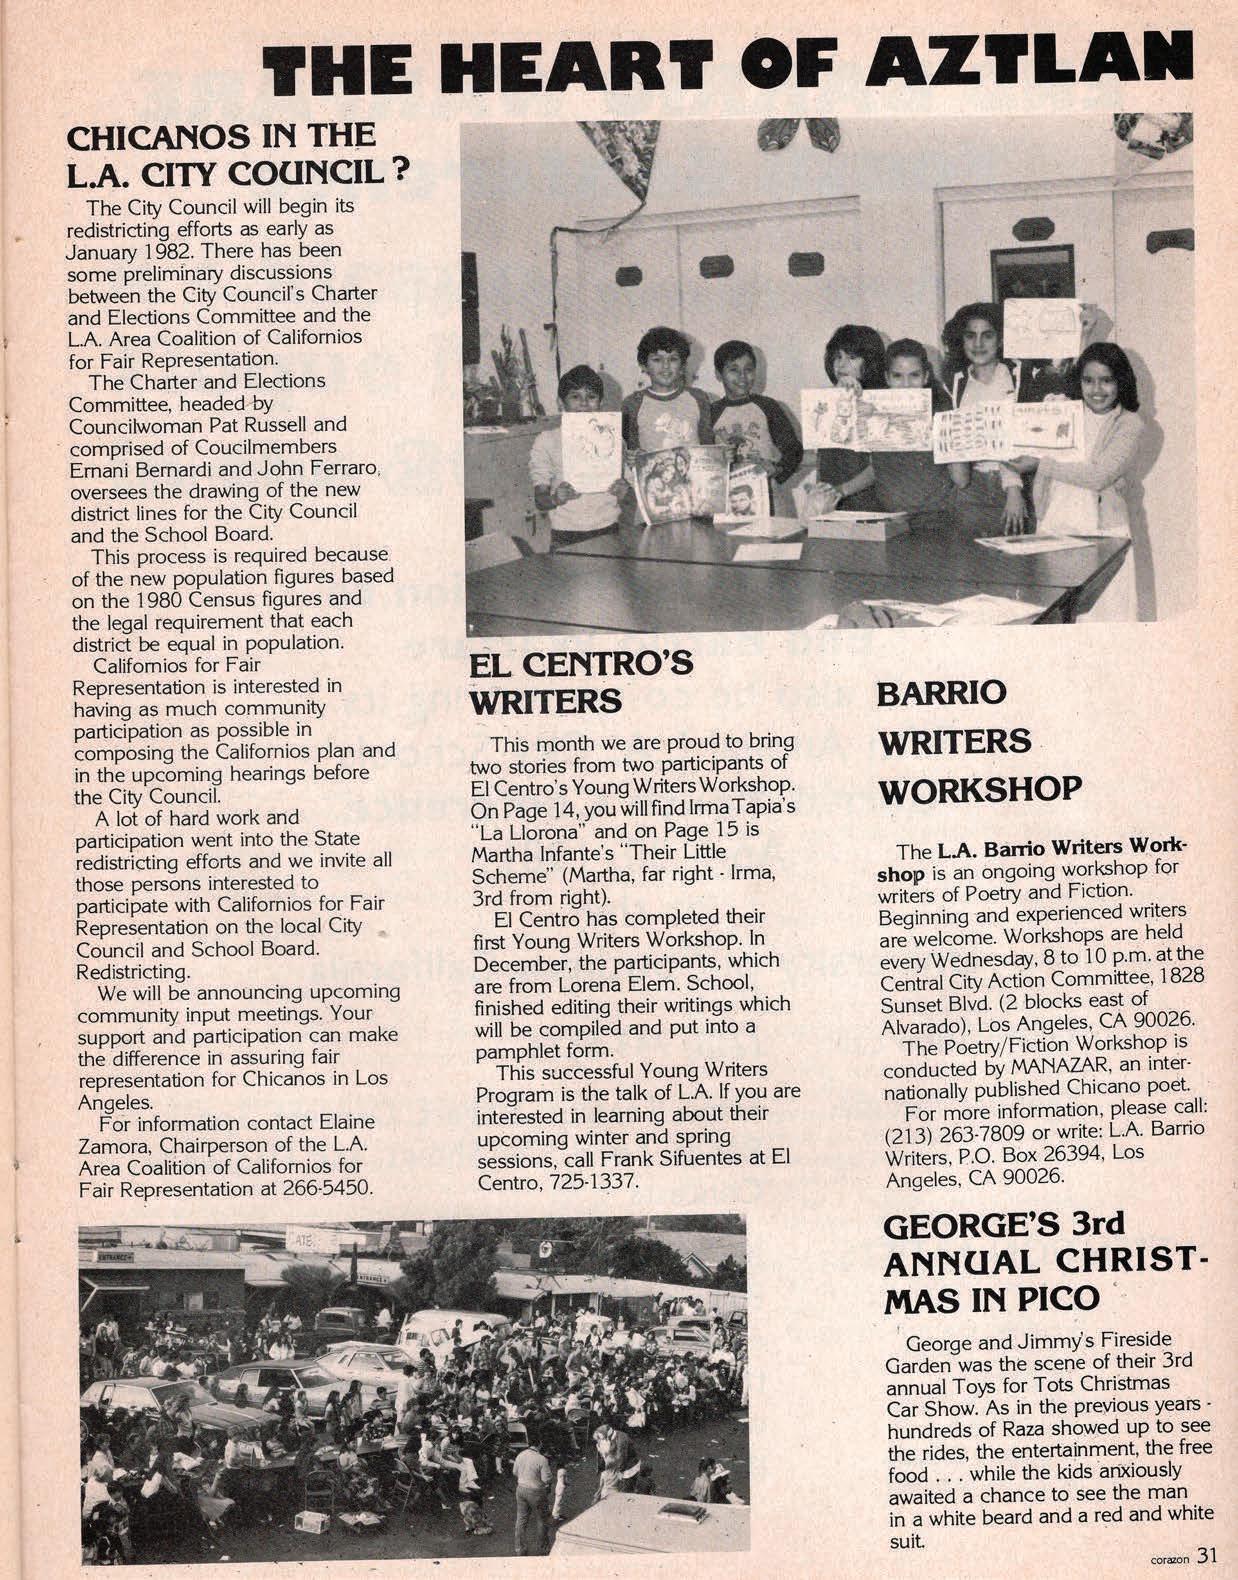 THE HEART OF AZTLAN
CHICANOS IN THE
L.A. CITY COUNCIL ?
The City Council will begin its
redistricting efforts as early as
January 1982. There has been
some preliminary discussions
between the City Council's Charter
and Elections Committee and the
L.A. Area Coalition of Californios
for Fair Representation.
The Charter and Elections
Committee, headed by
Councilwoman Pat Russell and
comprised of Coucilmembers
Ernani Bernardi and John Ferraro,
oversees the drawing of the new
district lines for the City Council
and the School Board.
This process is required because
of the new population figures based
on the 1980 Census figures and
the legal requirement that each
district be equal in population.
Californios for Fair
Representation is interested in
having as much community
participation as possible in
composing the Californios plan and
in the upcoming hearings before
the City Council.
A lot of hard work and
participation went into the State
redistricting efforts and we invite all
those persons interested to
participate with Californios for Fair
Representation on the local City
Council and School Board.
Redistricting.
We will be announcing upcoming
community input meetings. Your
support and participation can make
the difference in assuring fair
representation for Chicanos in Los
Angeles.
For information contact Elaine
Zamora, Chairperson of the L.A.
Area Coalition of Californios for
Fair Representation at 266-5450.
EL CENTRO'S
WRITERS
This month we are proud to bring
two stories from two participants of
El Centro's Young Writers Workshop.
On Page 14, you will find Irma Tapia's
"La Llorona" and on Page 15 is
Martha Infante's "Their Little
Scheme" (Martha, far right - Irma,
3rd from right).
El Centro has completed their
first Young Writers Workshop. In
December, the participants, which
are from Lorena Elem. School,
finished editing their writings which
will be compiled and put into a
pamphlet form.
This successful Young Writers
Program is the talk of L.A. If you are
interested in learning about their
upcoming winter and spring
sessions, call Frank Sifuentes at El
Centro, 725-1337.
BARRIO
WRITERS
WORKSHOP
The L.A. Barrio Writers Work-
shop is an ongoing workshop for
writers of Poetry and Fiction.
Beginning and experienced writers
are welcome. Workshops are held
every Wednesday, 8 to 10 p.m. at the
Central City Action Committee, 1828
Sunset Blvd. (2 blocks east of
Alvarado), Los Angeles, CA 90026.
The Poetry/Fiction Workshop is
conducted by MANAZAR, an inter-
nationally published Chicano poet.
For more information, please call:
(213) 263-7809 or write: L.A. Barrio
Writers, P.O. Box 26394, Los
Angeles, CA 90026.
GEORGE'S 3rd
ANNUAL CHRIST-
MAS IN PICO
George and Jimmy's Fireside
Garden was the scene of their 3rd
annual Toys for Tots Christmas
Car Show. As in the previous years -
hundreds of Raza showed up to see
the rides, the entertainment, the free
food . . . while the kids anxiously
awaited a chance to see the man
in a white beard and a red and white
suit.
ENTRANCE
ENTRANCE
corazon 31